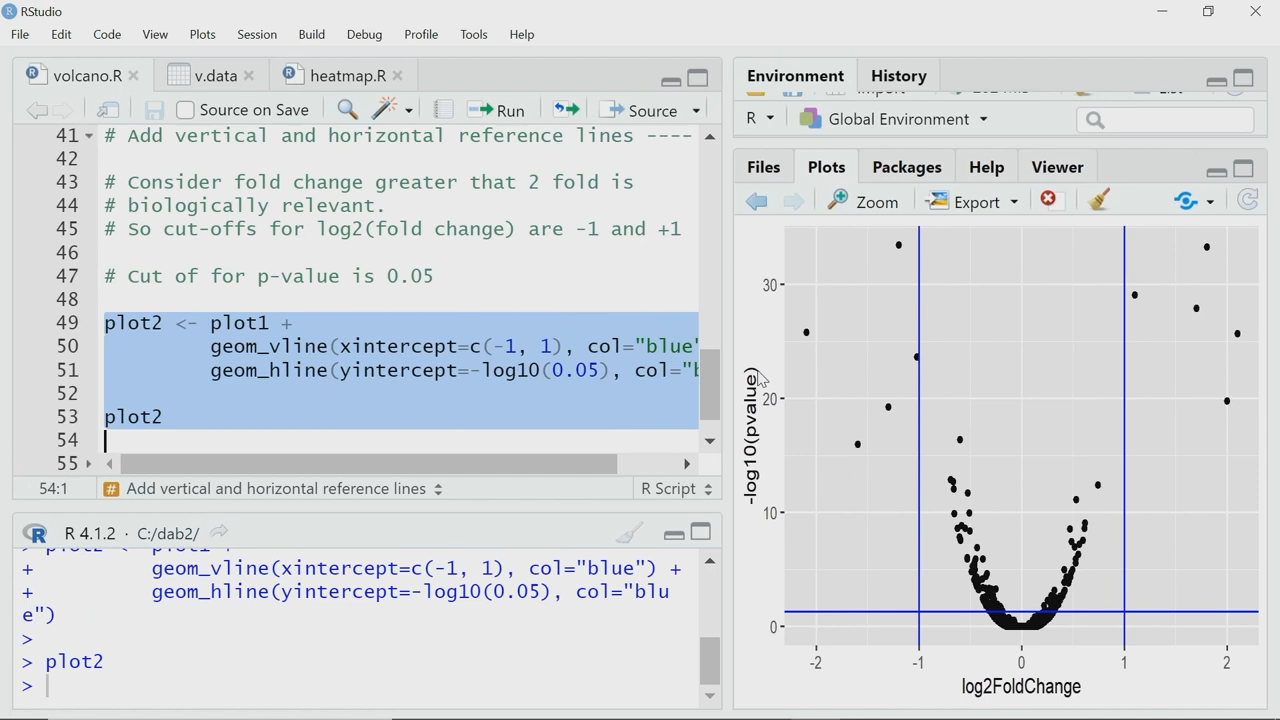 RStudio
File Edit Code View Plots Session Build Debug Profile Tools Help
volcano.R v.data heatmap.R
Source on Save Run Source
41 # Add vertical and horizontal reference lines ----
42
43 # Consider fold change greater that 2 fold is
44 # biologically relevant.
45 # So cut-offs for log2(fold change) are -1 and +1
46
47 # Cut of for p-value is 0.05
48
49 plot2 <- plot1 +
50 geom_vline(xintercept=c(-1, 1), col="blue"
51 geom_hline(yintercept=-log10(0.05), col="b
52
53 plot2
54
55
54:1 # Add vertical and horizontal reference lines R Script
R R 4.1.2 · C:/dab2/
> plot2 <- plot1 +
+ geom_vline(xintercept=c(-1, 1), col="blue") +
+ geom_hline(yintercept=-log10(0.05), col="blu
e")
>
> plot2
>
Environment History
R Global Environment
Files Plots Packages Help Viewer
Zoom Export
30
20
10
0
-log10(pvalue)
-2 -1 0 1 2
log2FoldChange